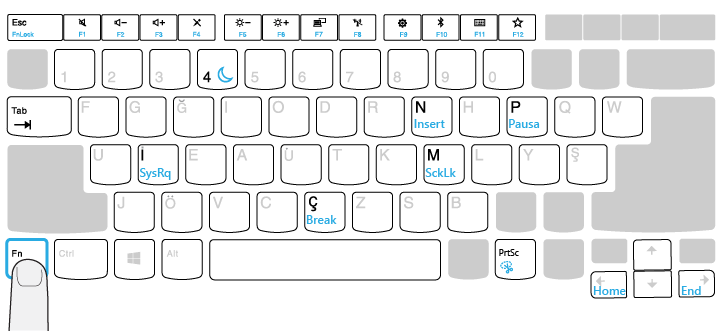 Esc
FnLock
F1
F2
F3
F4
F5
F6
F7
F8
F9
F10
F11
F12
1 2 3 4 5 6 7 8 9 0
Tab F G Ğ I O D R N P Q W
Insert Pausa
U İ E A Ü T K M L Y Ş
SysRq SckLk
J Ö V C Ç Z S B
Break
Fn Ctrl Alt PrtSc
Home End